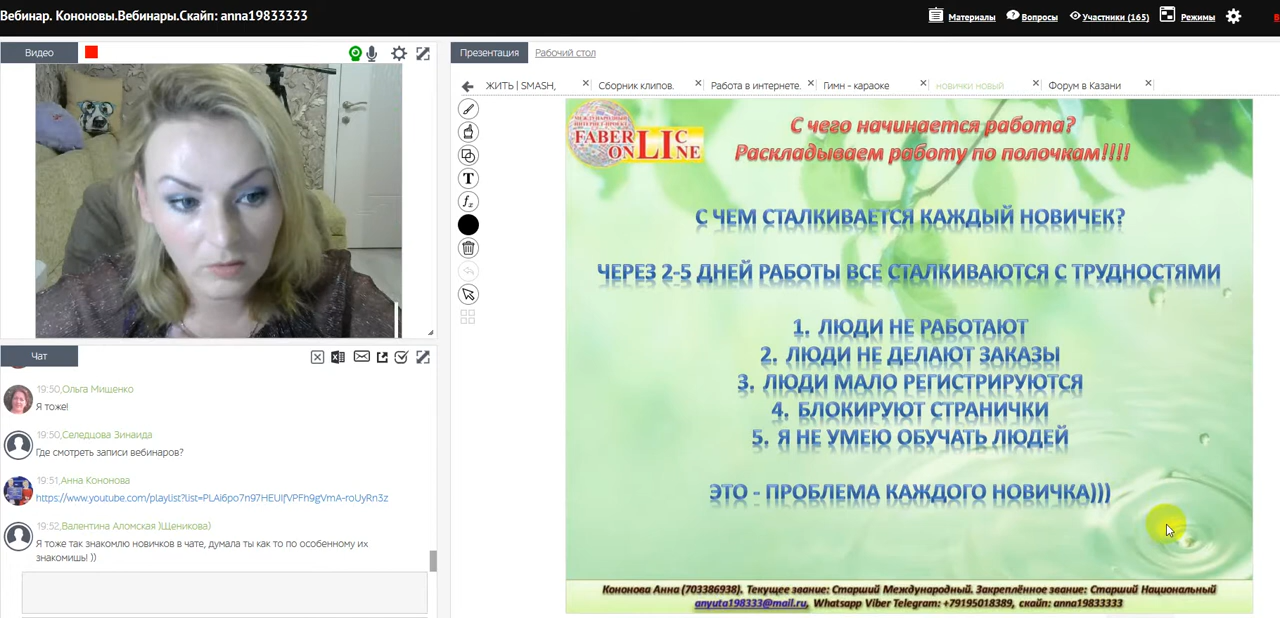 Вебинар. Кононовы.Вебинары.Скайп: anna19833333
Материалы Вопросы Участники (165) Режимы
Видео
Презентация Рабочий стол
ЖИТЬ | SMASH, Сборник клипов. Работа в интернете. Гимн - караоке новички новый Форум в Казани
МЕЖДУНАРОДНЫЙ
ИНТЕРНЕТ-ПРОЕКТ
FABERLIC
ONLINE
С чего начинается работа?
Раскладываем работу по полочкам!!!!
С ЧЕМ СТАЛКИВАЕТСЯ КАЖДЫЙ НОВИЧЕК?
ЧЕРЕЗ 2-5 ДНЕЙ РАБОТЫ ВСЕ СТАЛКИВАЮТСЯ С ТРУДНОСТЯМИ
1. ЛЮДИ НЕ РАБОТАЮТ
2. ЛЮДИ НЕ ДЕЛАЮТ ЗАКАЗЫ
3. ЛЮДИ МАЛО РЕГИСТРИРУЮТСЯ
4. БЛОКИРУЮТ СТРАНИЧКИ
5. Я НЕ УМЕЮ ОБУЧАТЬ ЛЮДЕЙ
ЭТО - ПРОБЛЕМА КАЖДОГО НОВИЧКА)))
Кононова Анна (703386938). Текущее звание: Старший Международный. Закреплённое звание: Старший Национальный
anyuta198333@mail.ru, Whatsapp Viber Telegram: +79195018389, скайп: anna19833333
Чат
19:50,Ольга Мищенко
Я тоже!
19:50,Селедцова Зинаида
Где смотреть записи вебинаров?
19:51,Анна Кононова
https://www.youtube.com/playlist?list=PLAi6po7n97HEUIfVPFh9gVmA-roUyRn3z
19:52,Валентина Аломская )Щеникова)
Я тоже так знакомлю новичков в чате, думала ты как то по особенному их
знакомишь! ))